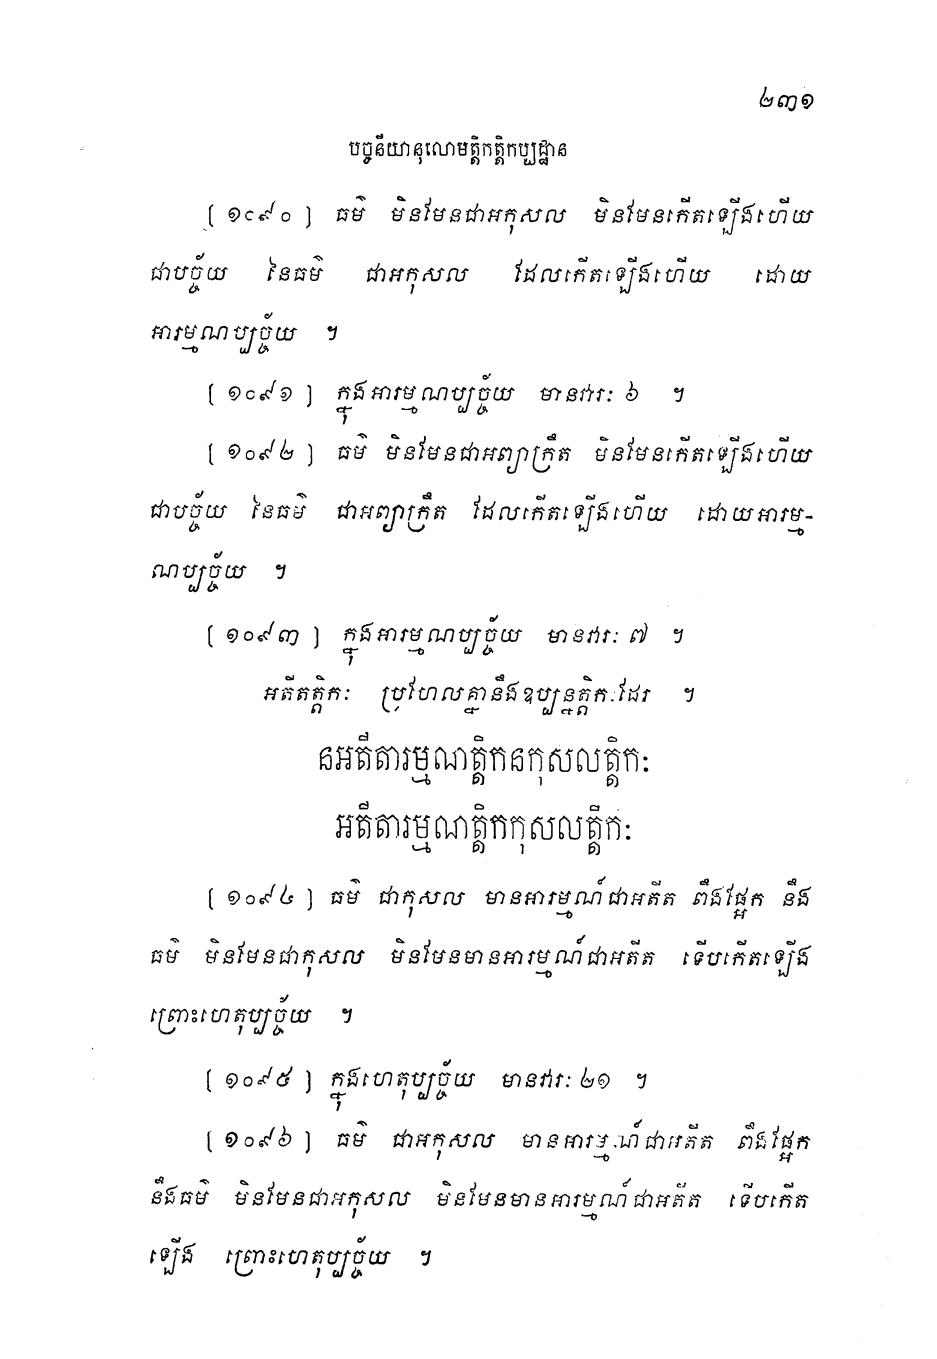 ២៣១
បច្ចនីយានុលោមត្តិកត្តិកប្បដ្ឋាន
[ ១០៩០ ] ធម៌ មិនមែនជាអកុសល មិនមែនកើតឡើងហើយ
ជាបច្ច័យ នៃធម៌ ជាអកុសល ដែលកើតឡើងហើយ ដោយ
អារម្មណប្បច្ច័យ ។
[ ១០៩១ ] ក្នុងអារម្មណប្បច្ច័យ មានវារៈ ៦ ។
[ ១០៩២ ] ធម៌ មិនមែនជាអព្យាក្រឹត មិនមែនកើតឡើងហើយ
ជាបច្ច័យ នៃធម៌ ជាអព្យាក្រឹត ដែលកើតឡើងហើយ ដោយអារម្ម-
ណប្បច្ច័យ ។
[ ១០៩៣ ] ក្នុងអារម្មណប្បច្ច័យ មានវារៈ ៧ ។
អតីតត្តិកៈ ប្រហែលគ្នានឹងឧប្បន្នត្តិកៈដែរ ។
នអតីតារម្មណត្តិកនកុសលត្តិកៈ
អតីតារម្មណត្តិកកុសលត្តិកៈ
[ ១០៩៤ ] ធម៌ ជាកុសល មានអារម្មណ៍ជាអតីត ពឹងផ្អែក នឹង
ធម៌ មិនមែនជាកុសល មិនមែនមានអារម្មណ៍ជាអតីត ទើបកើតឡើង
ព្រោះហេតុប្បច្ច័យ ។
[ ១០៩៥ ] ក្នុងហេតុប្បច្ច័យ មានវារៈ ២១ ។
[ ១០៩៦ ] ធម៌ ជាអកុសល មានអារម្មណ៍ជាអតីត ពឹងផ្អែក
នឹងធម៌ មិនមែនជាអកុសល មិនមែនមានអារម្មណ៍ជាអតីត ទើបកើត
ឡើង ព្រោះហេតុប្បច្ច័យ ។